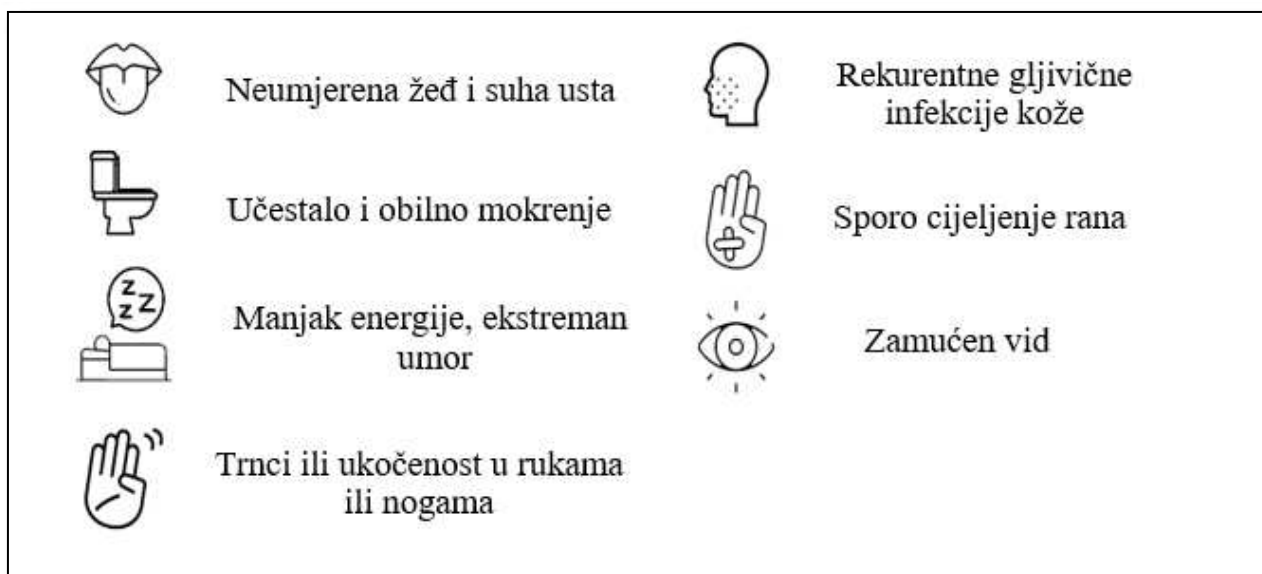 Neumjerena žeđ i suha usta
Učestalo i obilno mokrenje
zzZ
Manjak energije, ekstreman
umor
Trnci ili ukočenost u rukama
ili nogama
Rekurentne gljivične
infekcije kože
Sporo cijeljenje rana
Zamućen vid